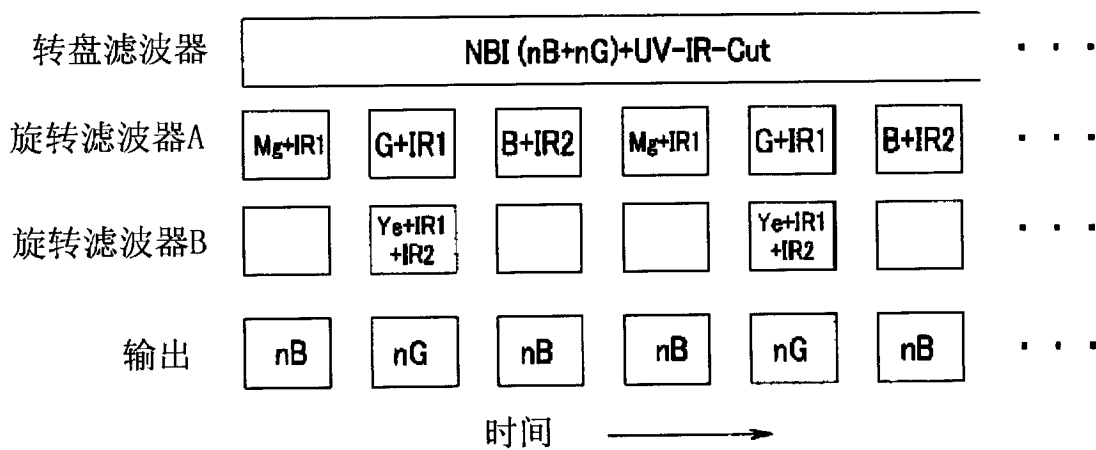 转盘滤波器 NBI (nB+nG)+UV-IR-Cut · · ·
旋转滤波器A Mg+IR1 G+IR1 B+IR2 Mg+IR1 G+IR1 B+IR2 · · ·
旋转滤波器B Ye+IR1 +IR2 Ye+IR1 +IR2 · · ·
输出 nB nG nB nB nG nB · · ·
时间